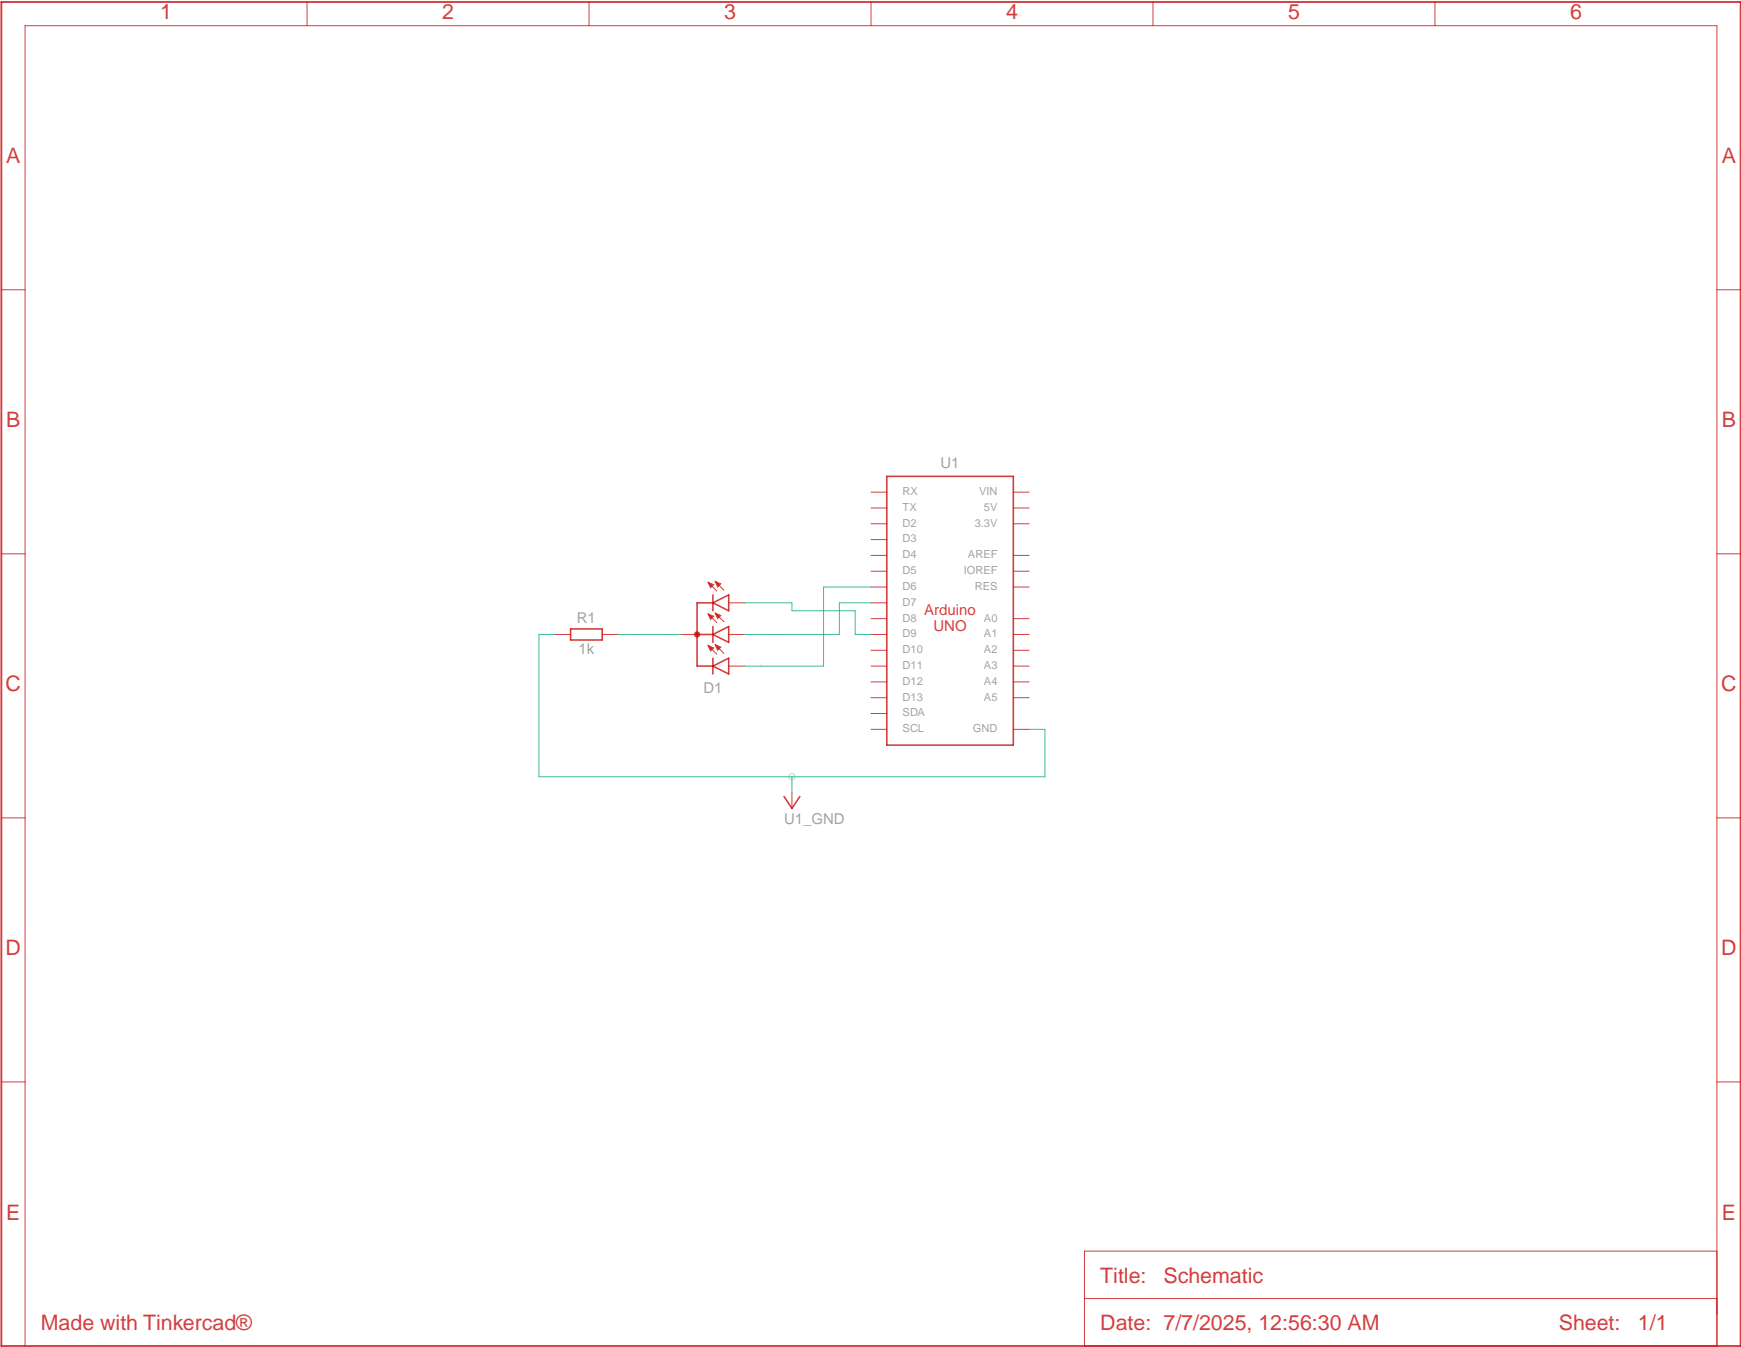 1 2 3 4 5 6
A A
B B
U1
RX VIN
TX 5V
D2 3.3V
D3
D4 AREF
D5 IOREF
D6 RES
D7
Arduino
D8 A0
UNO
D9 A1
D10 A2
D11 A3
D12 A4
D13 A5
SDA
SCL GND
R1
1k
D1
C C
U1_GND
D D
E E
Title: Schematic
Made with Tinkercad®
Date: 7/7/2025, 12:56:30 AM Sheet: 1/1